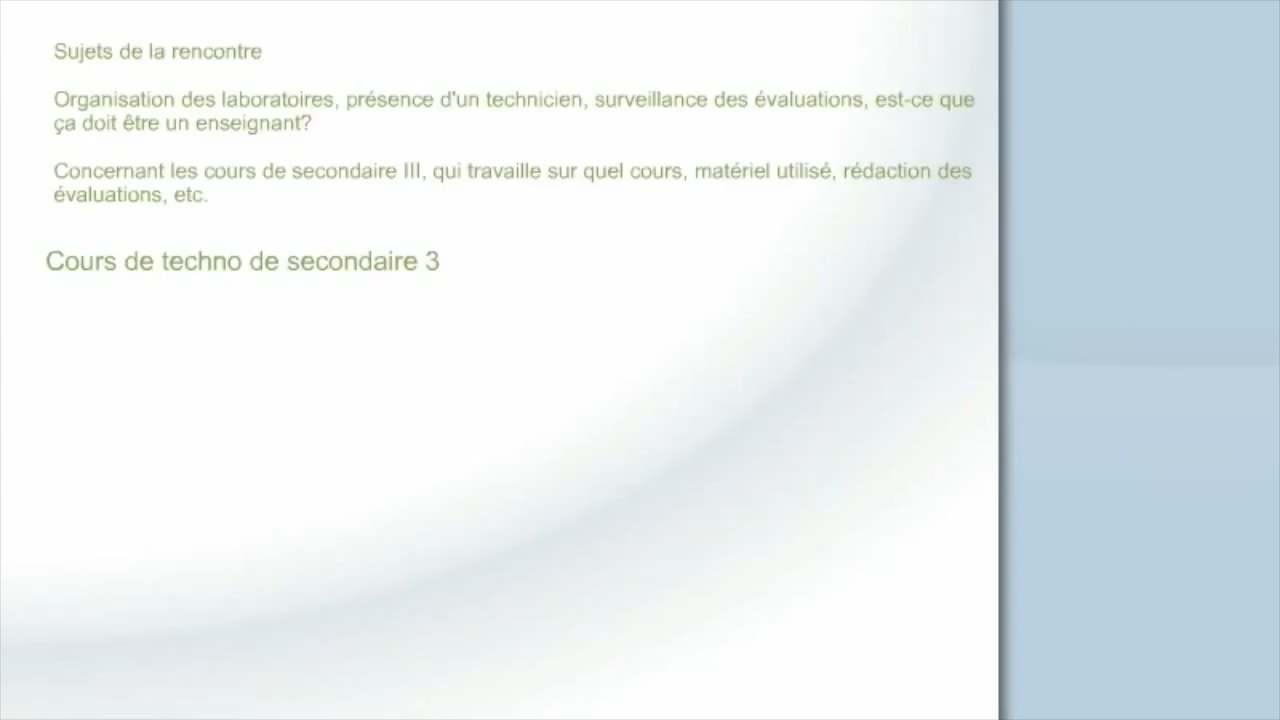 Sujets de la rencontre
Organisation des laboratoires, présence d'un technicien, surveillance des évaluations, est-ce que
ça doit être un enseignant?
Concernant les cours de secondaire III, qui travaille sur quel cours, matériel utilisé, rédaction des
évaluations, etc.
Cours de techno de secondaire 3